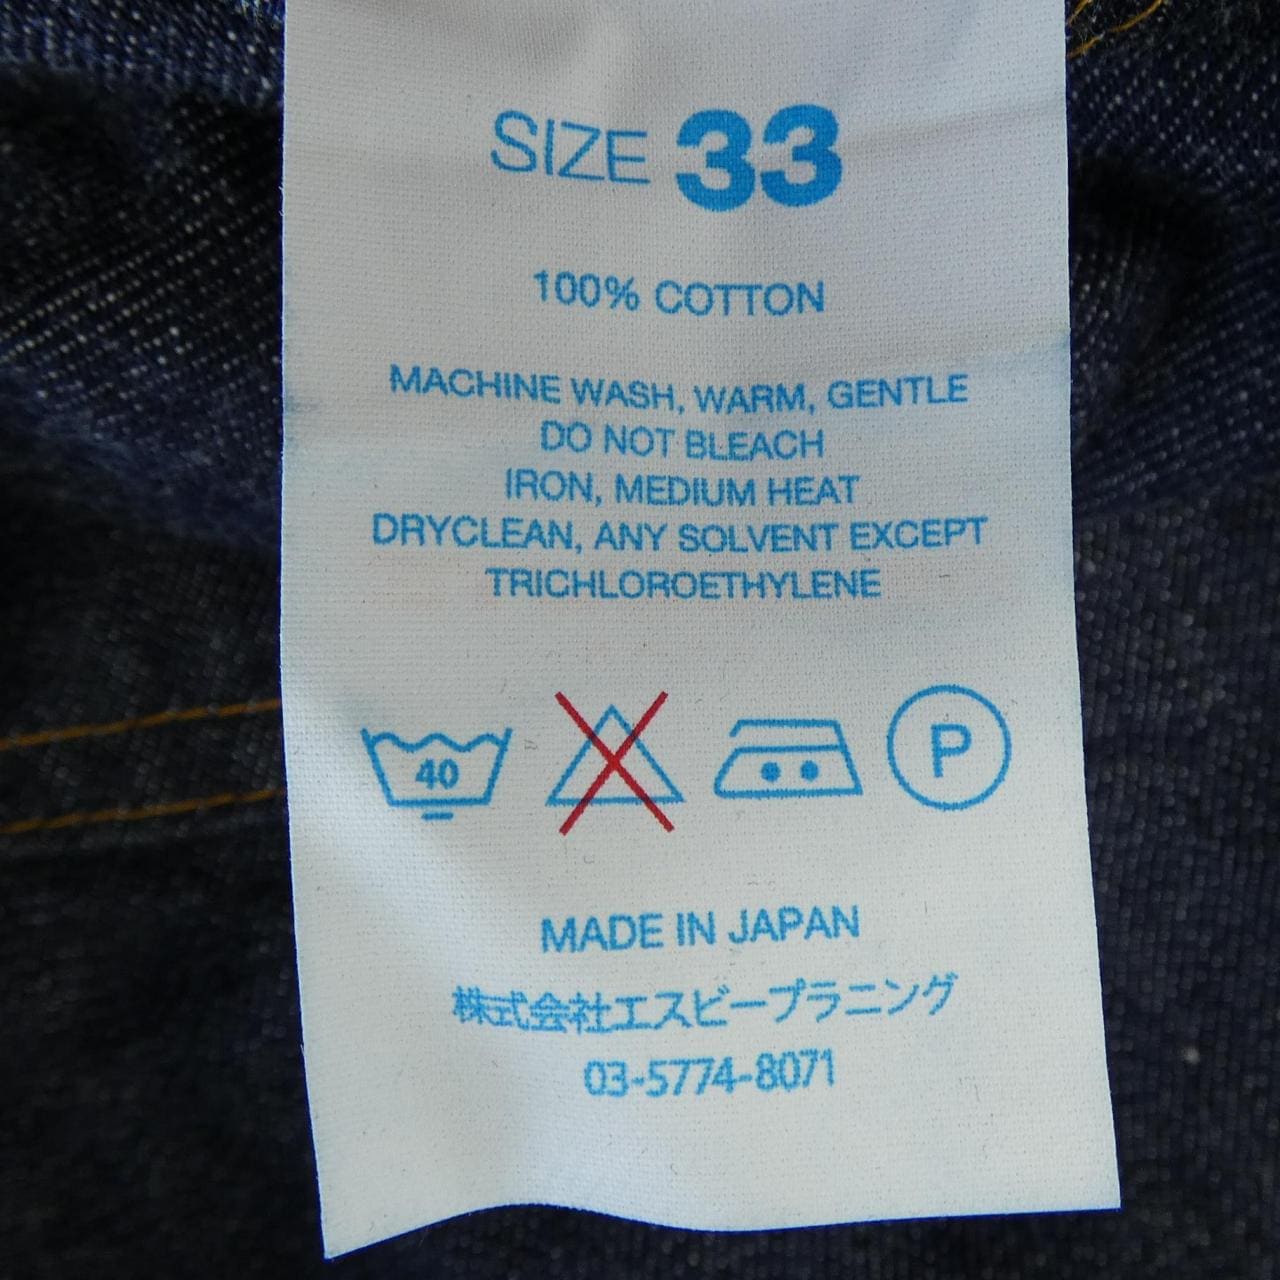 SIZE 33
100% COTTON
MACHINE WASH, WARM, GENTLE
DO NOT BLEACH
IRON, MEDIUM HEAT
DRYCLEAN, ANY SOLVENT EXCEPT
TRICHLOROETHYLENE
40 P
MADE IN JAPAN
株式会社エスビープラニング
03-5774-8071